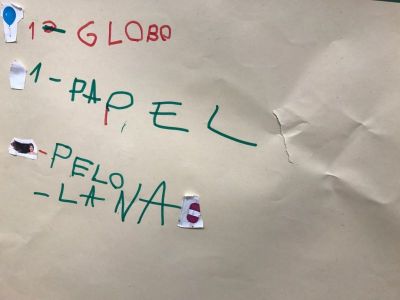 1 - GLOBO
1 - PAPEL
- PELO
- LANA